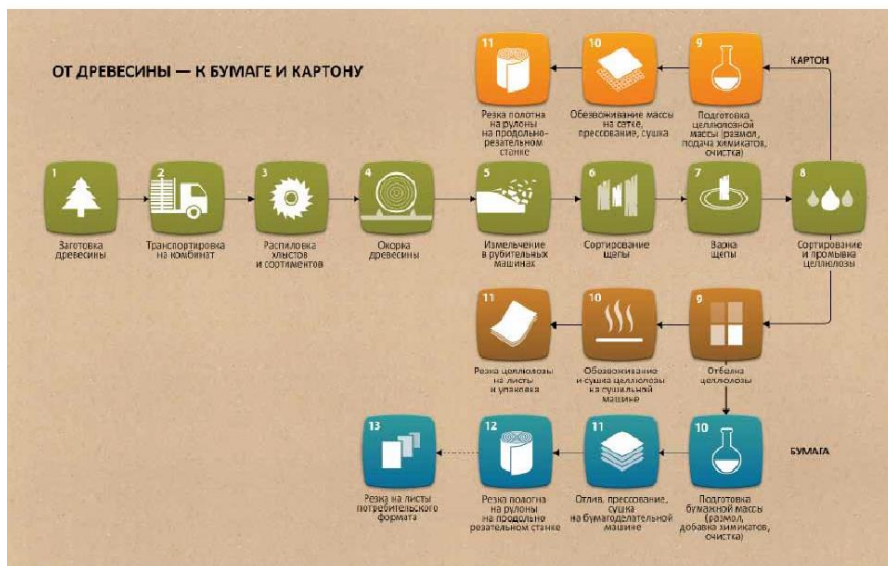 ОТ ДРЕВЕСИНЫ — К БУМАГЕ И КАРТОНУ
11
10
9
КАРТОН
Резка полотна
на рулоны
на продольно-
резательном
станке
Обезвоживание массы
на сетке,
прессование, сушка
Подготовка
целлюлозной
массы (размол,
подача химикатов,
очистка)
1
Заготовка
древесины
2
Транспортировка
на комбинат
3
Распиловка
хлыстов
и сортиментов
4
Окорка
древесины
5
Измельчение
в рубительных
машинах
6
Сортирование
щепы
7
Варка
щепы
8
Сортирование
и промывка
целлюлозы
11
Резка целлюлозы
на листы
и упаковка
10
Обезвоживание
и сушка целлюлозы
на сушильной
машине
9
Отбелка
целлюлозы
13
Резка на листы
потребительского
формата
12
Резка полотна
на рулоны
на продольно
резательном станке
11
Отлив, прессование,
сушка
на бумагоделательной
машине
10
Подготовка
бумажной массы
(размол,
добавка химикатов,
очистка)
БУМАГА